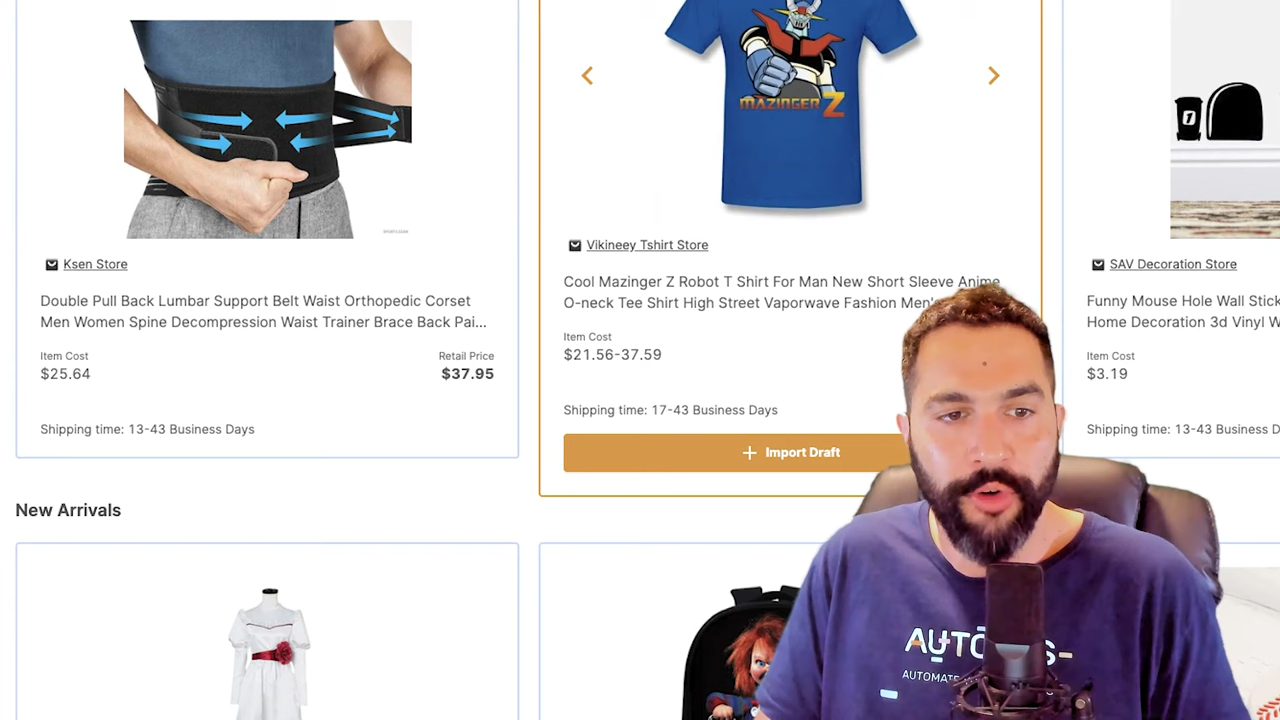 MAZINGER Z
1
Ksen Store
Double Pull Back Lumbar Support Belt Waist Orthopedic Corset
Men Women Spine Decompression Waist Trainer Brace Back Pai...
Item Cost
Retail Price
$25.64
$37.95
Shipping time: 13-43 Business Days
Vikineey Tshirt Store
Cool Mazinger Z Robot T Shirt For Man New Short Sleeve Anime
O-neck Tee Shirt High Street Vaporwave Fashion Men's
Item Cost
$21.56-37.59
Shipping time: 17-43 Business Days
Import Draft
SAV Decoration Store
Funny Mouse Hole Wall Stick
Home Decoration 3d Vinyl W
Item Cost
$3.19
Shipping time: 13-43 Business D
New Arrivals
AUTO S
AUTOMATE